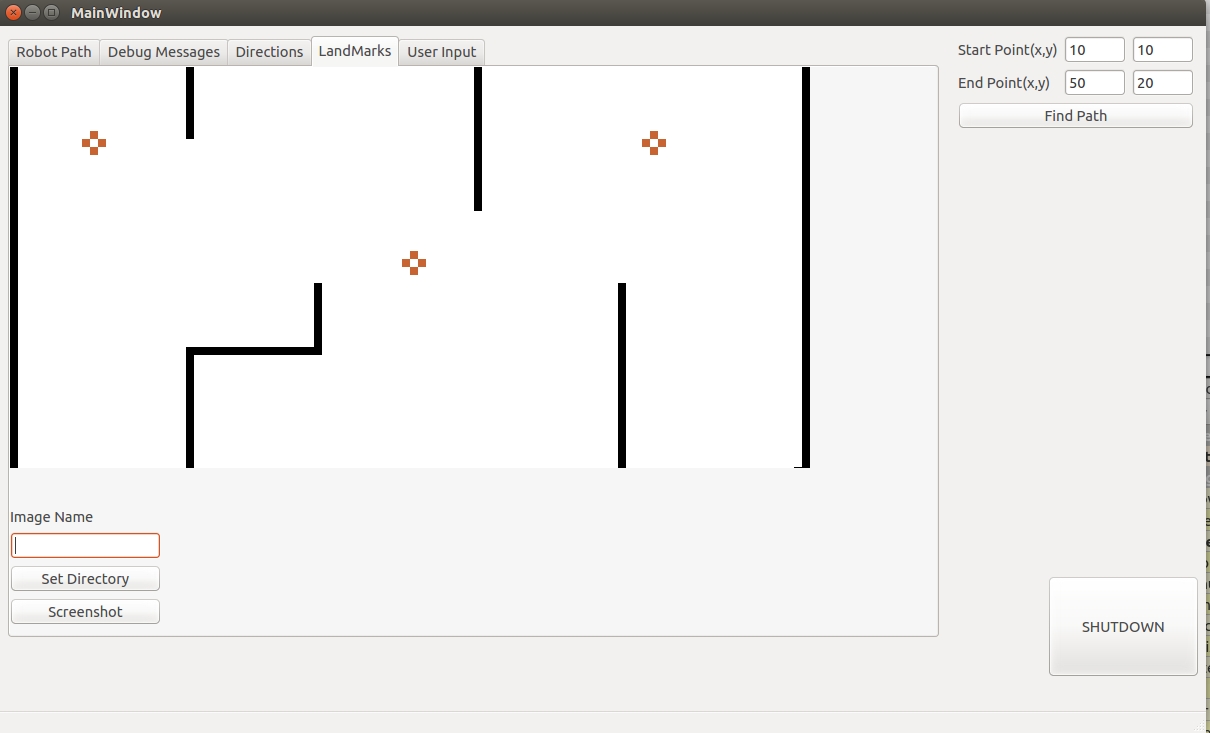 MainWindow
Robot Path Debug Messages Directions LandMarks User Input
Start Point(x,y) 10 10
End Point(x,y) 50 20
Find Path
Image Name
Set Directory
Screenshot
SHUTDOWN